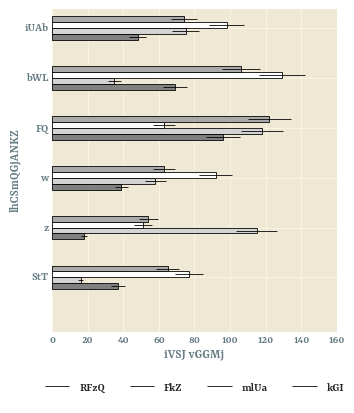 iUAb
bWL
FQ
w
z
StT
lhCSmQGjANKZ
0 20 40 60 80 100 120 140 160
iVSJ vGGMj
RFzQ FkZ mlUa kGI